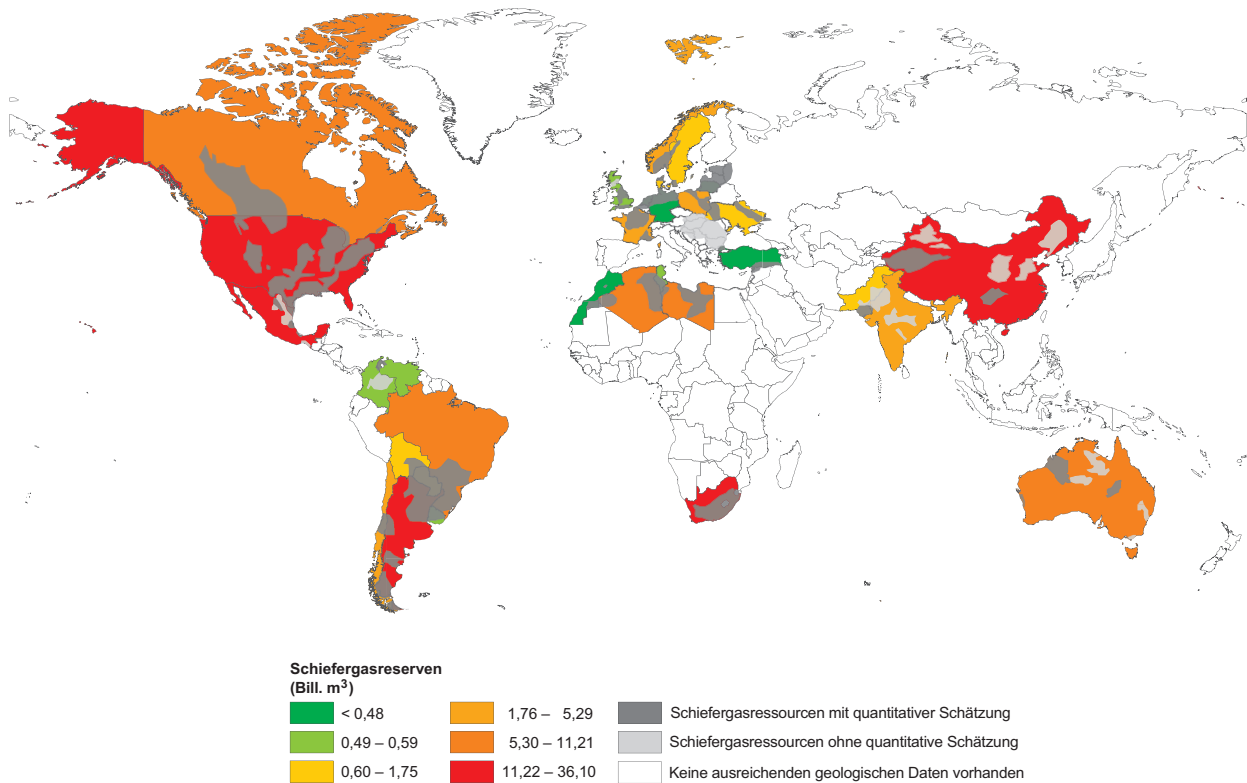 Schiefergasreserven
(Bill. m³)
< 0,48
0,49 – 0,59
0,60 – 1,75
1,76 – 5,29
5,30 – 11,21
11,22 – 36,10
Schiefergasressourcen mit quantitativer Schätzung
Schiefergasressourcen ohne quantitative Schätzung
Keine ausreichenden geologischen Daten vorhanden